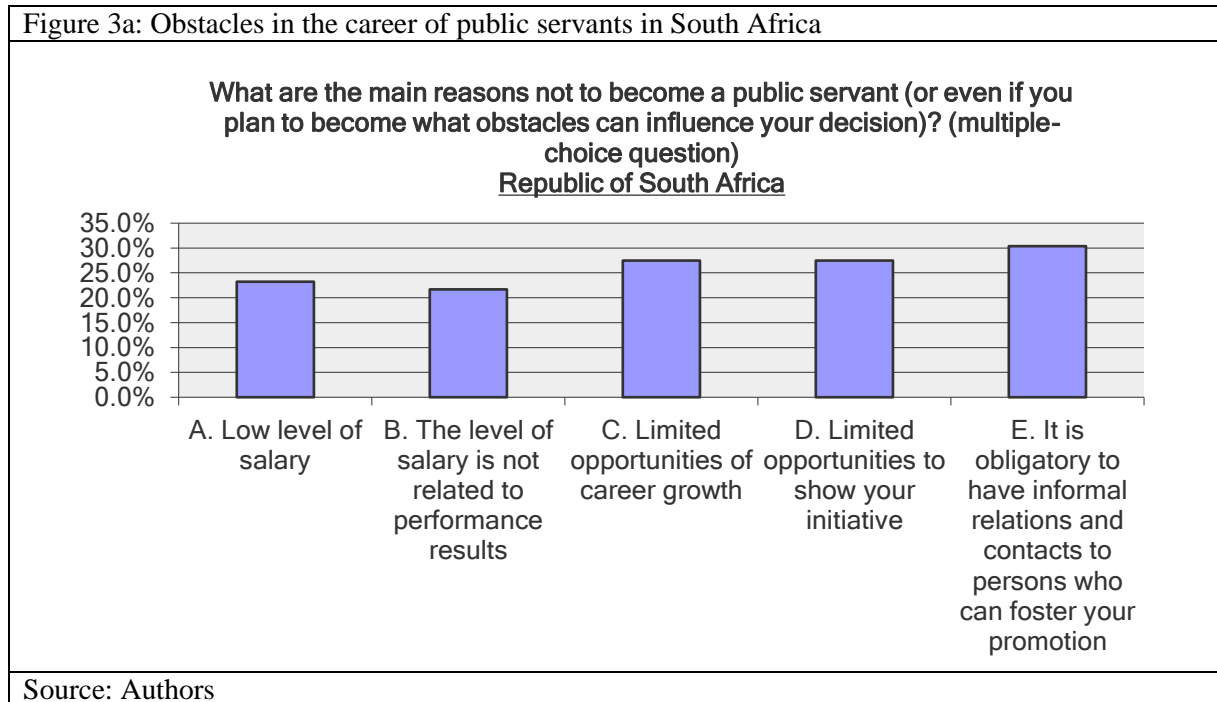 Figure 3a: Obstacles in the career of public servants in South Africa
What are the main reasons not to become a public servant (or even if you
plan to become what obstacles can influence your decision)? (multiple-
choice question)
Republic of South Africa
35.0%
30.0%
25.0%
20.0%
15.0%
10.0%
5.0%
0.0%
A. Low level of
salary
B. The level of
salary is not
related to
performance
results
C. Limited
opportunities of
career growth
D. Limited
opportunities to
show your
initiative
E. It is
obligatory to
have informal
relations and
contacts to
persons who
can foster your
promotion
Source: Authors